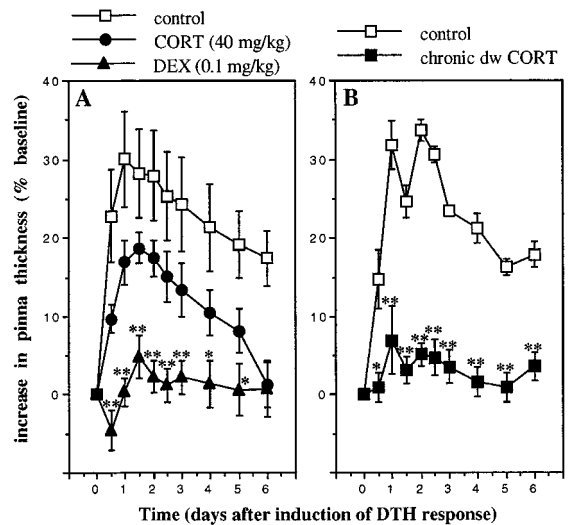 control
CORT (40 mg/kg)
DEX (0.1 mg/kg)
control
chronic dw CORT
increase in pinna thickness (% baseline)
A
40
30
20
10
0
**
**
**
**
**
**
*
*
0 1 2 3 4 5 6
B
40
30
20
10
0
*
**
**
**
**
**
**
**
**
0 1 2 3 4 5 6
Time (days after induction of DTH response)